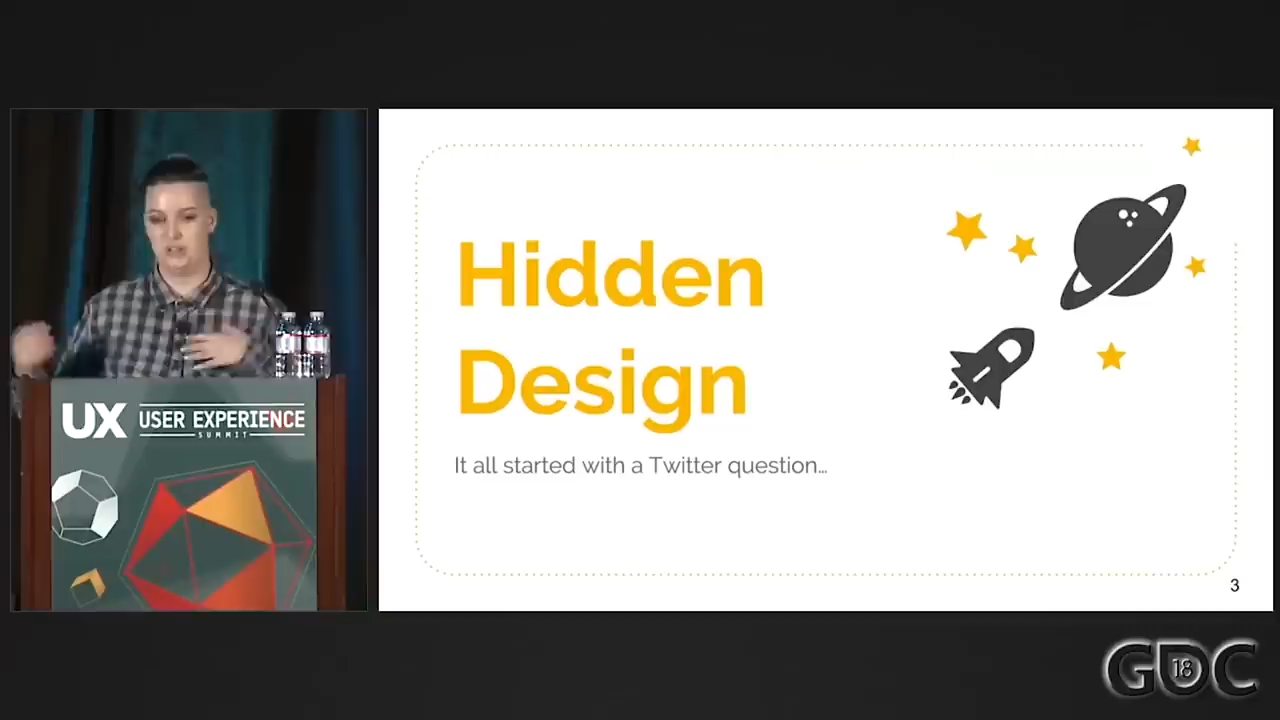 Hidden
Design
It all started with a Twitter question…
3
UX USER EXPERIENCE
SUMMIT
GDC
18